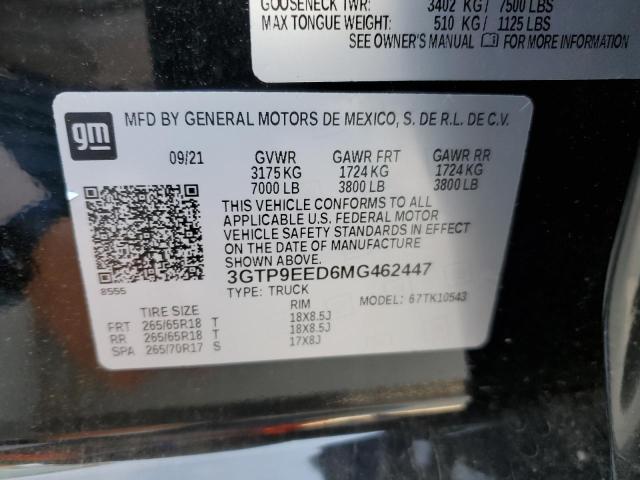 GOOSENECK TWR: 3402 KG / 7500 LBS
MAX TONGUE WEIGHT: 510 KG / 1125 LBS
SEE OWNER'S MANUAL FOR MORE INFORMATION
gm
MFD BY GENERAL MOTORS DE MEXICO, S. DE R.L. DE C.V.
09/21 GVWR GAWR FRT GAWR RR
3175 KG 1724 KG 1724 KG
7000 LB 3800 LB 3800 LB
THIS VEHICLE CONFORMS TO ALL
APPLICABLE U.S. FEDERAL MOTOR
VEHICLE SAFETY STANDARDS IN
EFFECT ON THE DATE OF MANUFACTURE
SHOWN ABOVE.
3GTP9EED6MG462447
8555
TYPE: TRUCK MODEL: 67TK10543
TIRE SIZE RIM
FRT 265/65R18 T 18X8.5J
RR 265/65R18 T 18X8.5J
SPA 265/70R17 S 17X8J